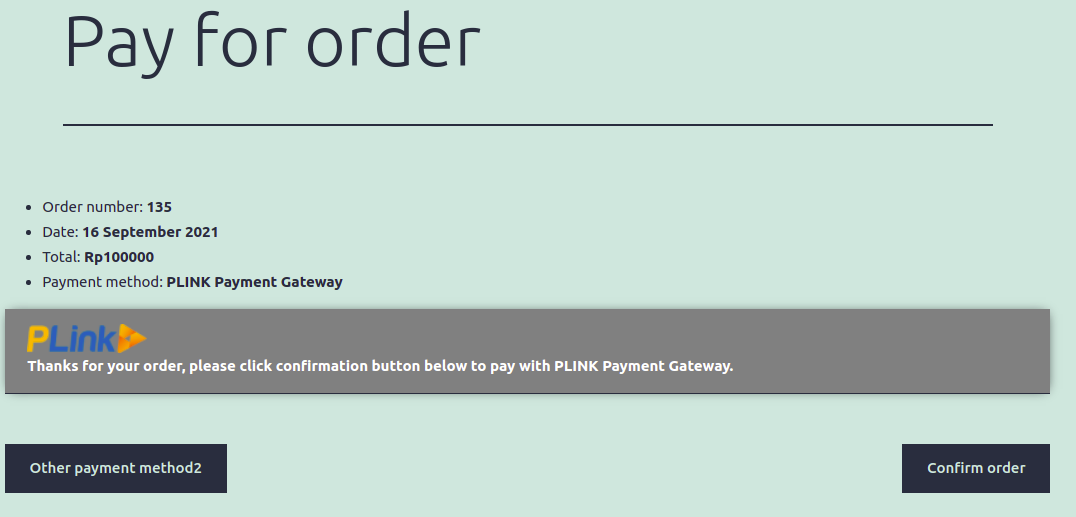 Pay for order
Order number: 135
Date: 16 September 2021
Total: Rp100000
Payment method: PLINK Payment Gateway
PLink
Thanks for your order, please click confirmation button below to pay with PLINK Payment Gateway.
Other payment method2
Confirm order